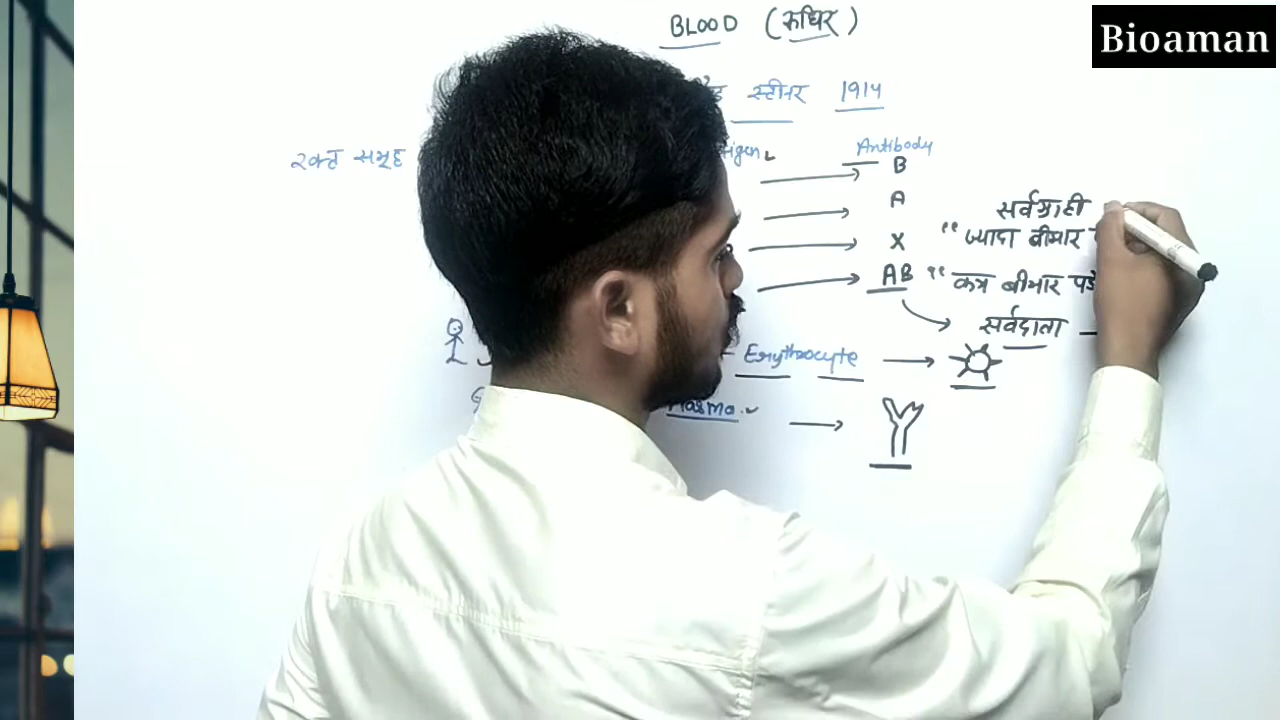 Bioaman
BLOOD (रुधिर)
स्टीनर 1914
रक्त समूह Antibody
B
A
सर्वग्राही
X "ज्यादा बीमार
AB "कम बीमार पडे
सर्वदाता
Erythrocyte
Plasma.